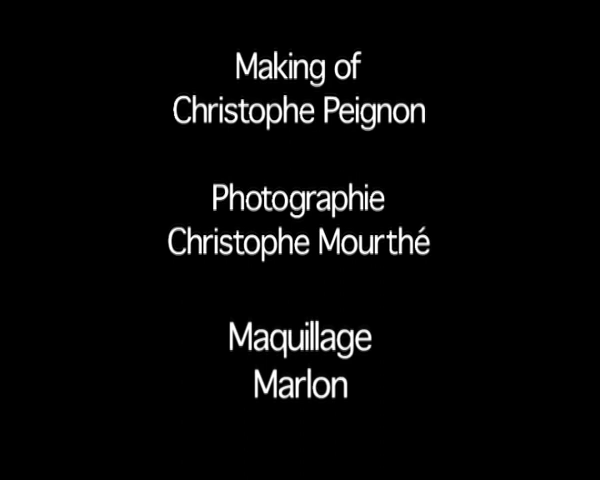 Making of
Christophe Peignon
Photographie
Christophe Mourthé
Maquillage
Marlon